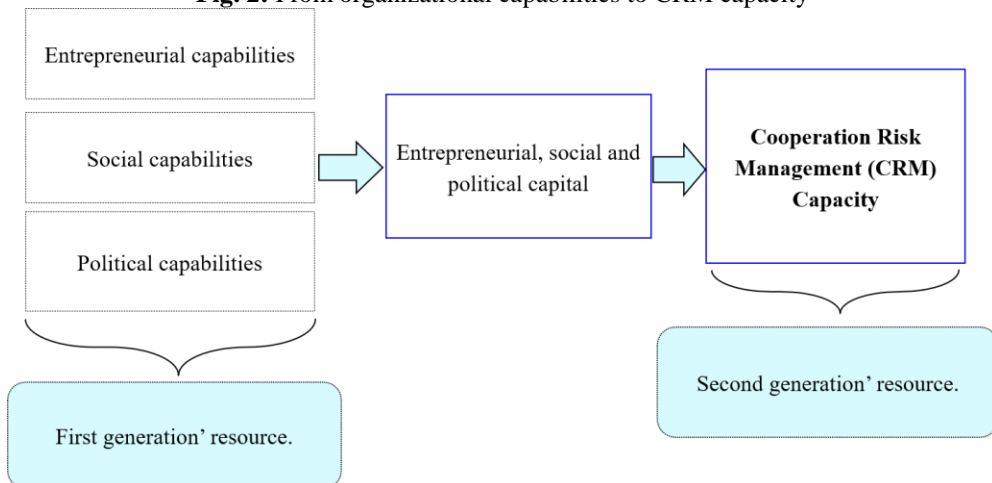 Fig. 2. From organizational capabilities to CRM capacity
Entrepreneurial capabilities
Social capabilities
Political capabilities
Entrepreneurial, social and
political capital
Cooperation Risk
Management (CRM)
Capacity
First generation’ resource.
Second generation’ resource.